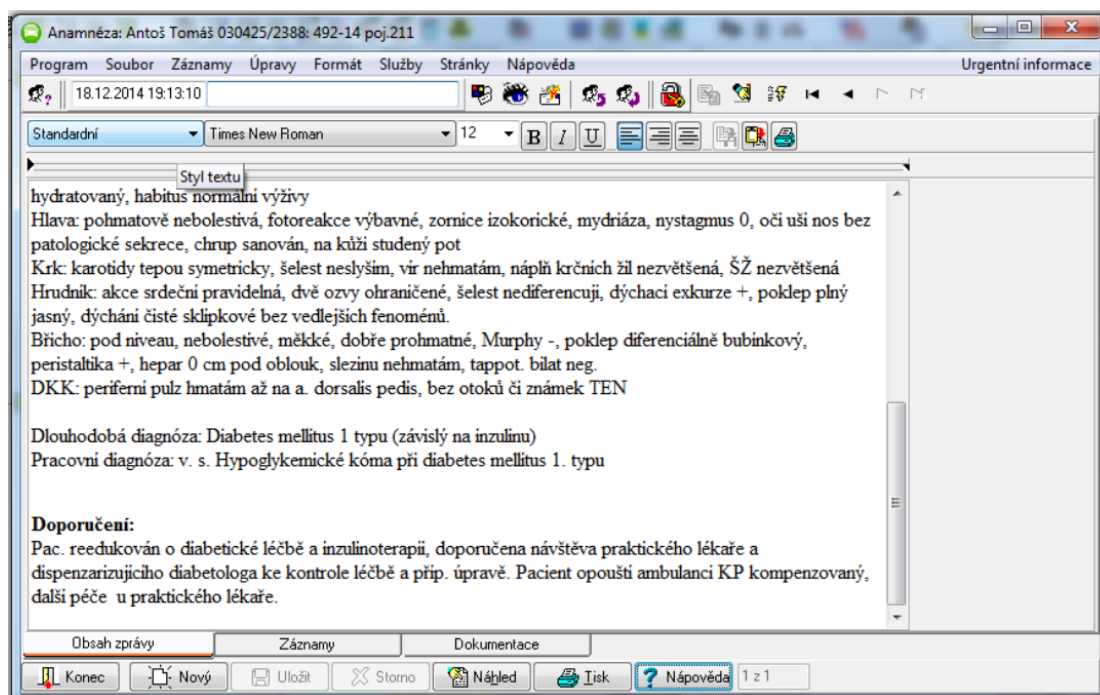 Anamnéza: Antoš Tomáš 030425/2388: 492-14 poj.211
Program Soubor Záznamy Úpravy Formát Služby Stránky Nápověda Urgentní informace
18.12.2014 19:13:10
Standardní Times New Roman 12 B I U
Styl textu
hydratovaný, habitus normální výživy
Hlava: pohmatově nebolestivá, fotoreakce výbavné, zornice izokorické, mydriáza, nystagmus 0, oči uši nos bez
patologické sekrece, chrup sanován, na kůži studený pot
Krk: karotidy tepou symetricky, šelest neslyším, vír nehmatám, náplň krčních žil nezvětšená, ŠŽ nezvětšená
Hrudník: akce srdeční pravidelná, dvě ozvy ohraničené, šelest nediferencuji, dýchací exkurze +, poklep plný
jasný, dýchání čisté sklípkové bez vedlejších fenoménů.
Břicho: pod niveau, nebolestivé, měkké, dobře prohmatné, Murphy -, poklep diferenciálně bubínkový,
peristaltika +, hepar 0 cm pod oblouk, slezinu nehmatám, tappot. bilat neg.
DKK: periferní pulz hmatám až na a. dorsalis pedis, bez otoků či známek TEN
Dlouhodobá diagnóza: Diabetes mellitus 1 typu (závislý na inzulinu)
Pracovní diagnóza: v. s. Hypoglykemické kóma při diabetes mellitus 1. typu
Doporučení:
Pac. reedukován o diabetické léčbě a inzulinoterapii, doporučena návštěva praktického lékaře a
dispenzarizujícího diabetologa ke kontrole léčbě a příp. úpravě. Pacient opouští ambulanci KP kompenzovaný,
další péče u praktického lékaře.
Obsah zprávy Záznamy Dokumentace
Konec Nový Uložit Storno Náhled Tisk Nápověda 1 z 1